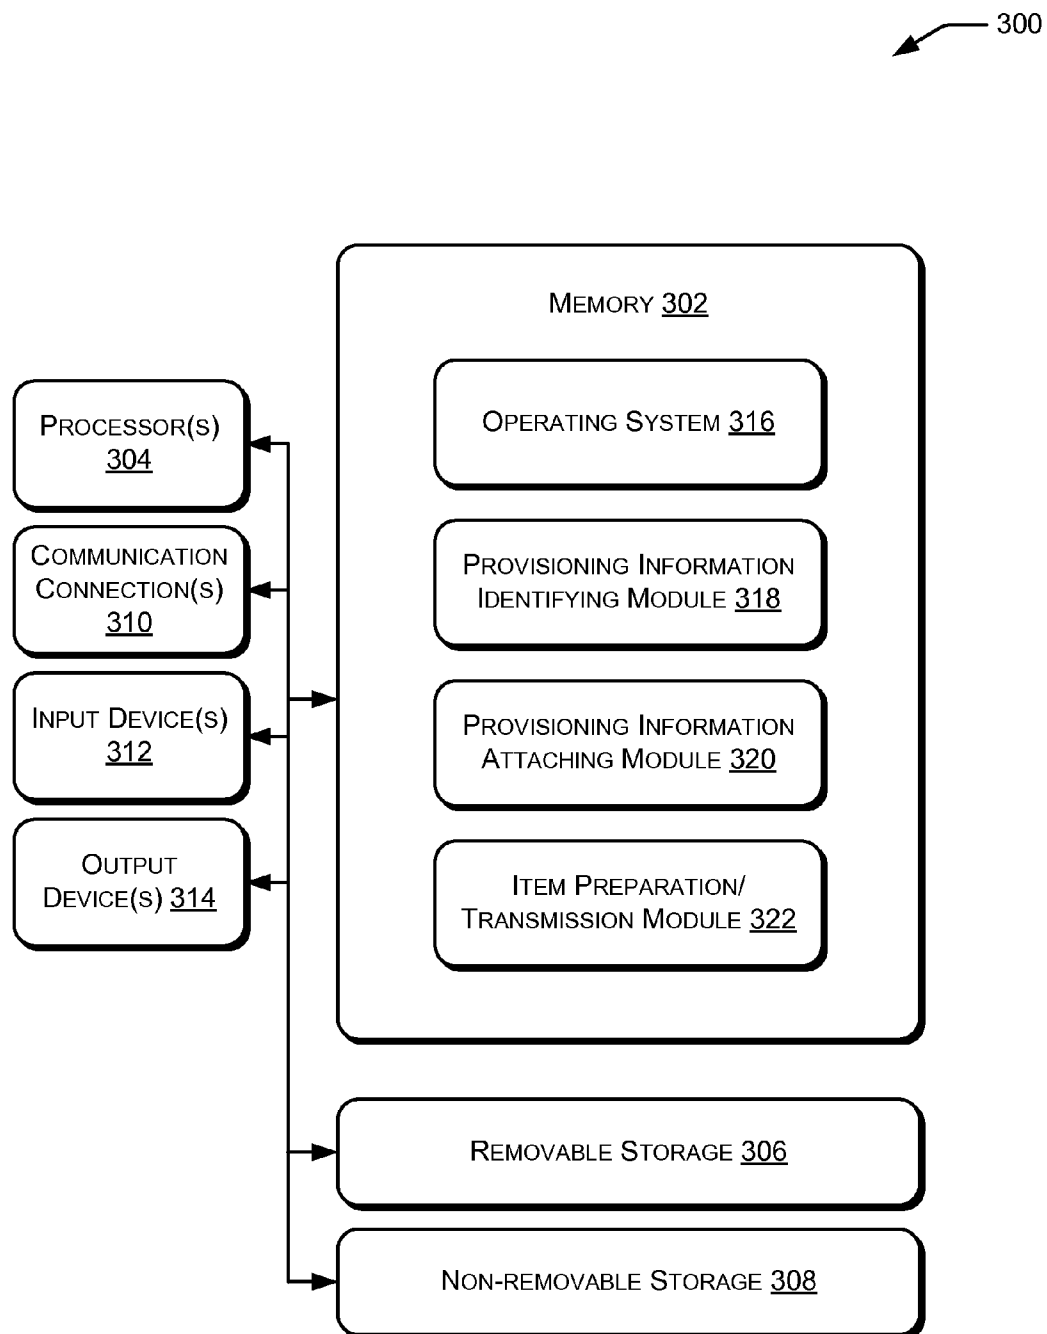 300
MEMORY 302
OPERATING SYSTEM 316
PROVISIONING INFORMATION
IDENTIFYING MODULE 318
PROVISIONING INFORMATION
ATTACHING MODULE 320
ITEM PREPARATION/
TRANSMISSION MODULE 322
PROCESSOR(S)
304
COMMUNICATION
CONNECTION(S)
310
INPUT DEVICE(S)
312
OUTPUT
DEVICE(S) 314
REMOVABLE STORAGE 306
NON-REMOVABLE STORAGE 308